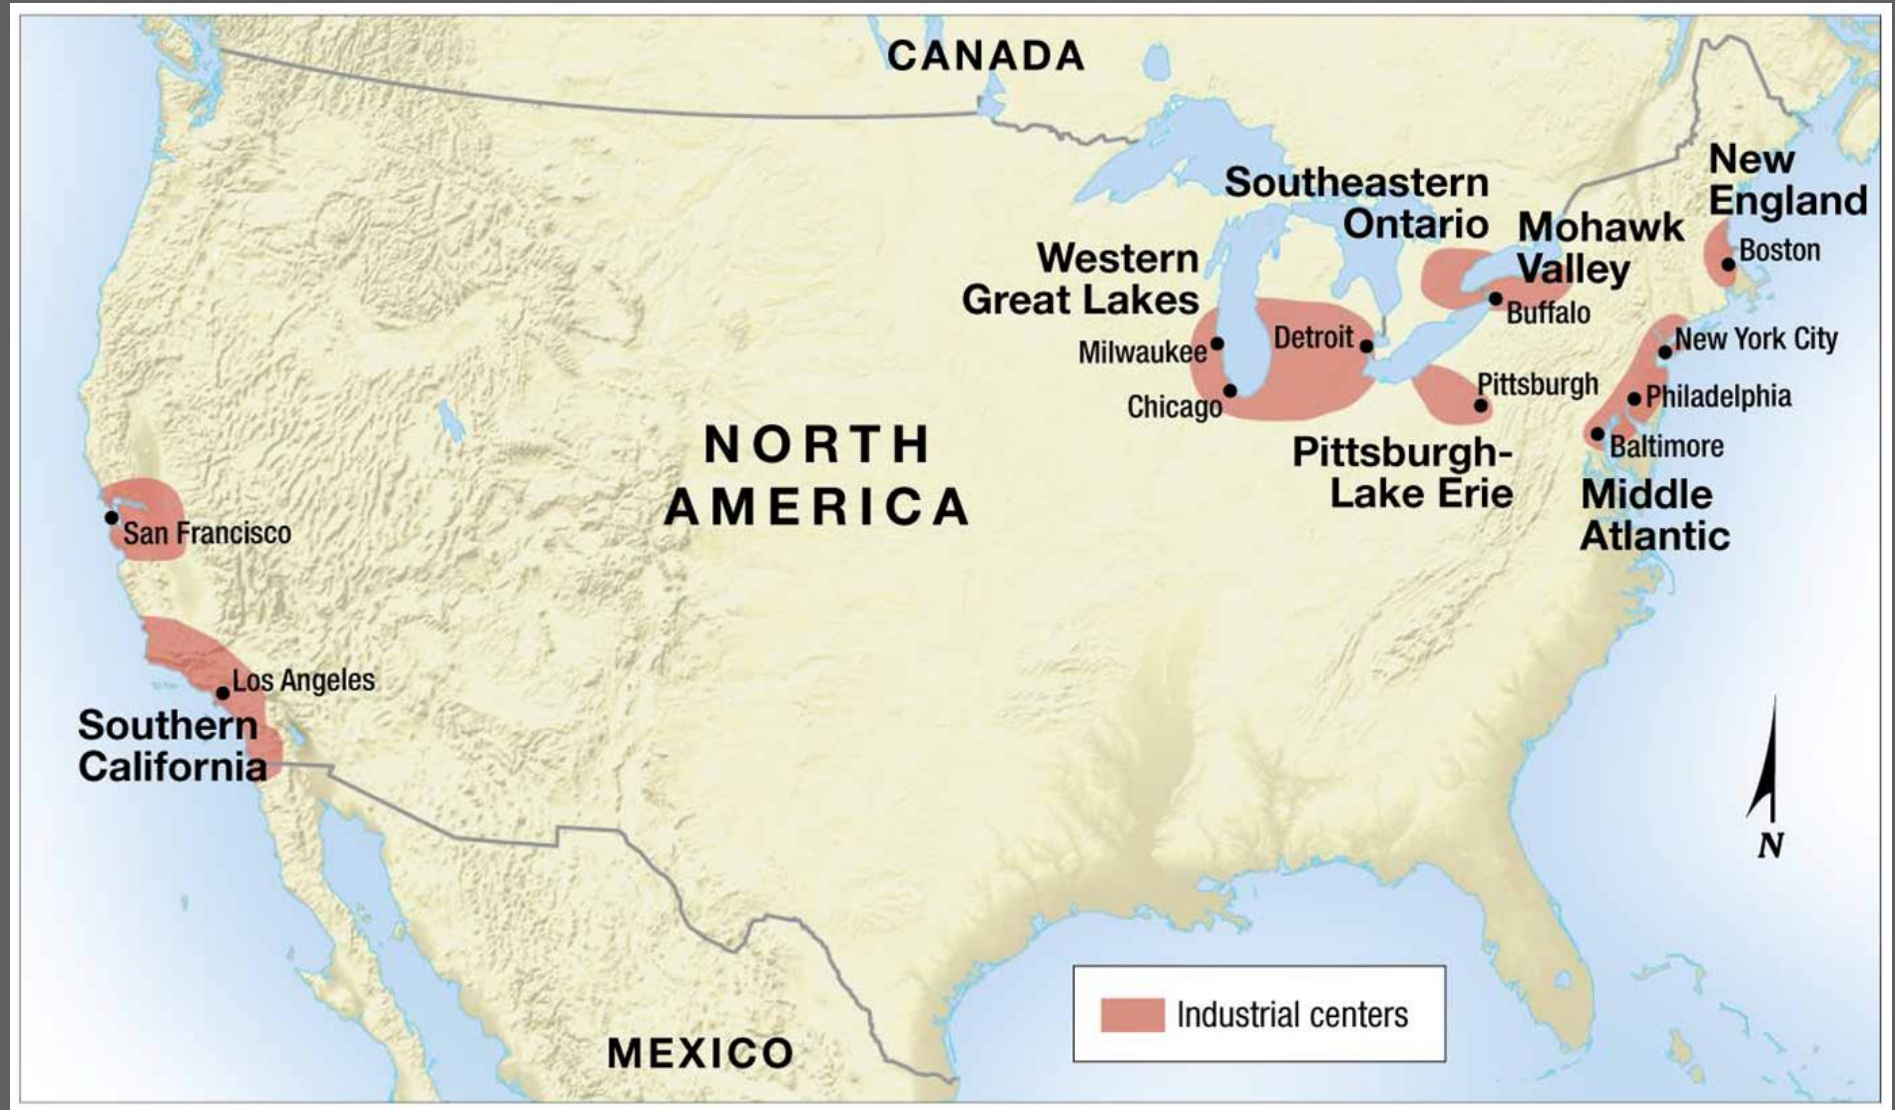 CANADA
New
England
Southeastern
Ontario
Mohawk
Valley
Boston
Western
Great Lakes
Buffalo
Milwaukee
Detroit
New York City
Chicago
Pittsburgh
Philadelphia
NORTH
AMERICA
Baltimore
Pittsburgh-
Lake Erie
Middle
Atlantic
San Francisco
Los Angeles
Southern
California
N
Industrial centers
MEXICO